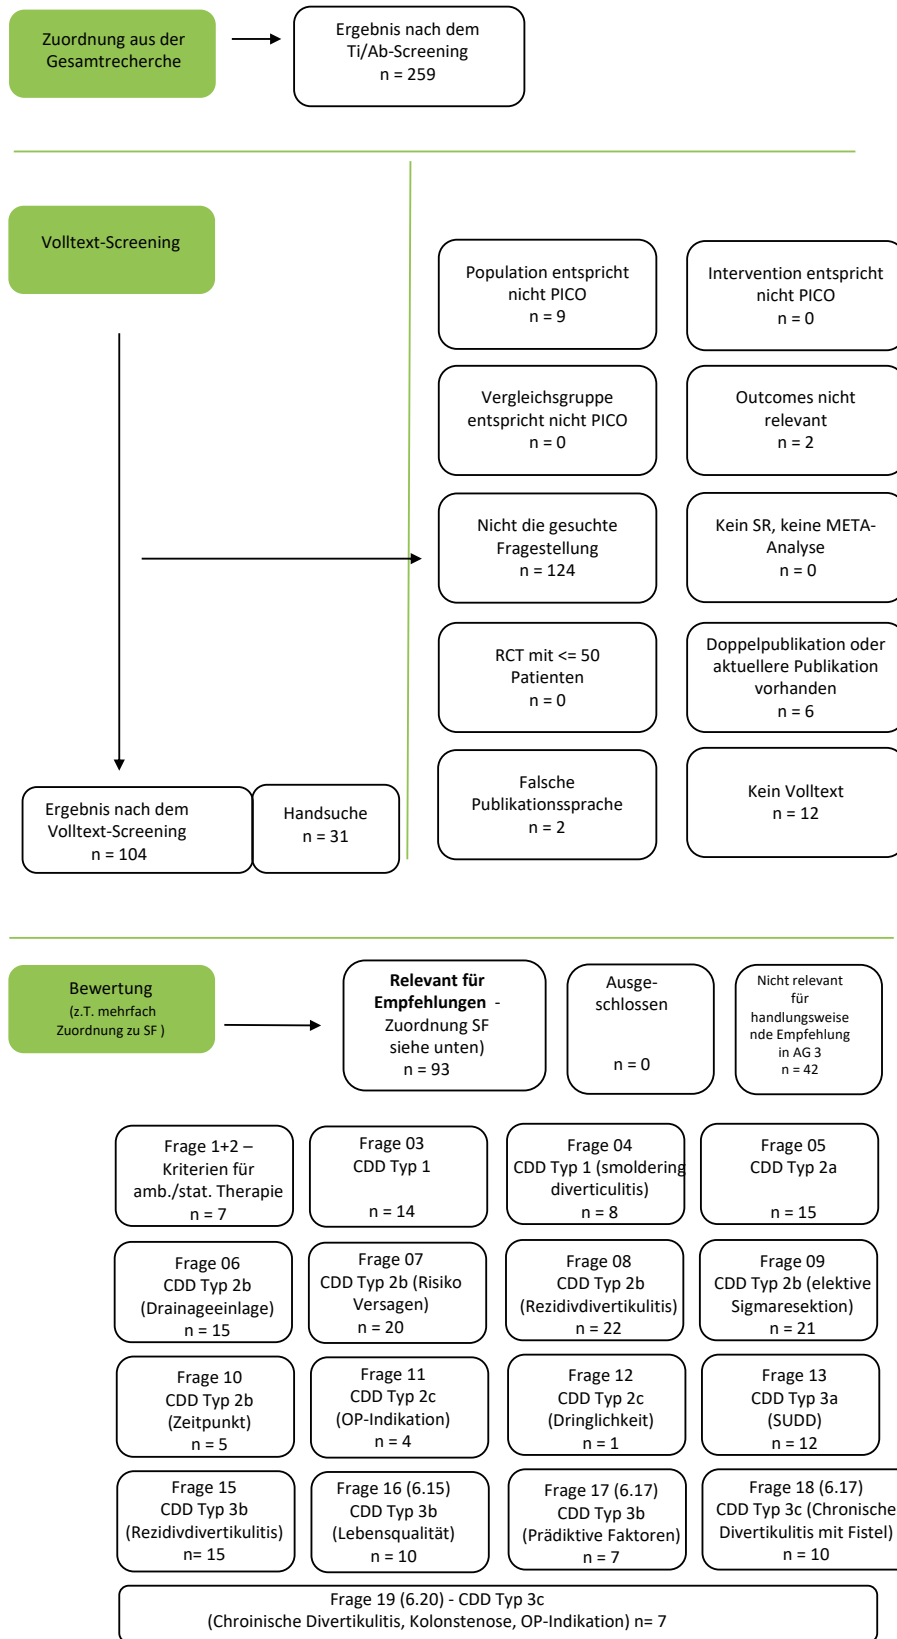 Zuordnung aus der
Gesamtrecherche
Ergebnis nach dem
Ti/Ab-Screening
n = 259
Volltext-Screening
Population entspricht
nicht PICO
n = 9
Intervention entspricht
nicht PICO
n = 0
Vergleichsgruppe
entspricht nicht PICO
n = 0
Outcomes nicht
relevant
n = 2
Nicht die gesuchte
Fragestellung
n = 124
Kein SR, keine META-
Analyse
n = 0
RCT mit <= 50
Patienten
n = 0
Doppelpublikation oder
aktuellere Publikation
vorhanden
n = 6
Falsche
Publikationssprache
n = 2
Kein Volltext
n = 12
Ergebnis nach dem
Volltext-Screening
n = 104
Handsuche
n = 31
Bewertung
(z.T. mehrfach
Zuordnung zu SF )
Relevant für
Empfehlungen -
Zuordnung SF
siehe unten)
n = 93
Ausge-
schlossen
n = 0
Nicht relevant
für
handlungsweise
nde Empfehlung
in AG 3
n = 42
Frage 1+2 –
Kriterien für
amb./stat. Therapie
n = 7
Frage 03
CDD Typ 1
n = 14
Frage 04
CDD Typ 1 (smoldering
diverticulitis)
n = 8
Frage 05
CDD Typ 2a
n = 15
Frage 06
CDD Typ 2b
(Drainageeinlage)
n = 15
Frage 07
CDD Typ 2b (Risiko
Versagen)
n = 20
Frage 08
CDD Typ 2b
(Rezidivdivertikulitis)
n = 22
Frage 09
CDD Typ 2b (elektive
Sigmaresektion)
n = 21
Frage 10
CDD Typ 2b
(Zeitpunkt)
n = 5
Frage 11
CDD Typ 2c
(OP-Indikation)
n = 4
Frage 12
CDD Typ 2c
(Dringlichkeit)
n = 1
Frage 13
CDD Typ 3a
(SUDD)
n = 12
Frage 15
CDD Typ 3b
(Rezidivdivertikulitis)
n= 15
Frage 16 (6.15)
CDD Typ 3b
(Lebensqualität)
n = 10
Frage 17 (6.17)
CDD Typ 3b
(Prädiktive Faktoren)
n = 7
Frage 18 (6.17)
CDD Typ 3c (Chronische
Divertikulitis mit Fistel)
n = 10
Frage 19 (6.20) - CDD Typ 3c
(Chroinische Divertikulitis, Kolonstenose, OP-Indikation) n= 7